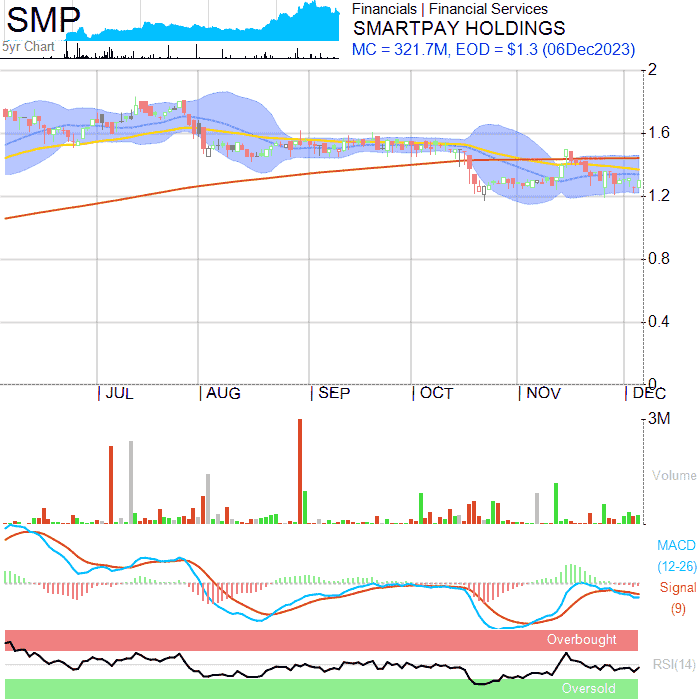 SMP
5yr Chart
Financials | Financial Services
SMARTPAY HOLDINGS
MC = 321.7M, EOD = $1.3 (06Dec2023)
2
1.6
1.2
0.8
0.4
0
JUL AUG SEP OCT NOV DEC
3M
Volume
MACD
(12-26)
Signal
(9)
Overbought
RSI(14)
Oversold